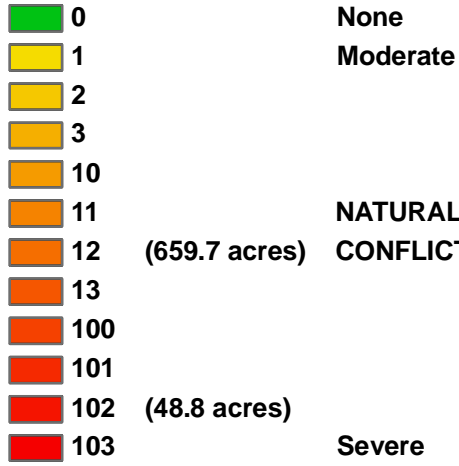 0 None
1 Moderate
2
3
10
11 NATURAL
12 (659.7 acres) CONFLICT
13
100
101
102 (48.8 acres)
103 Severe